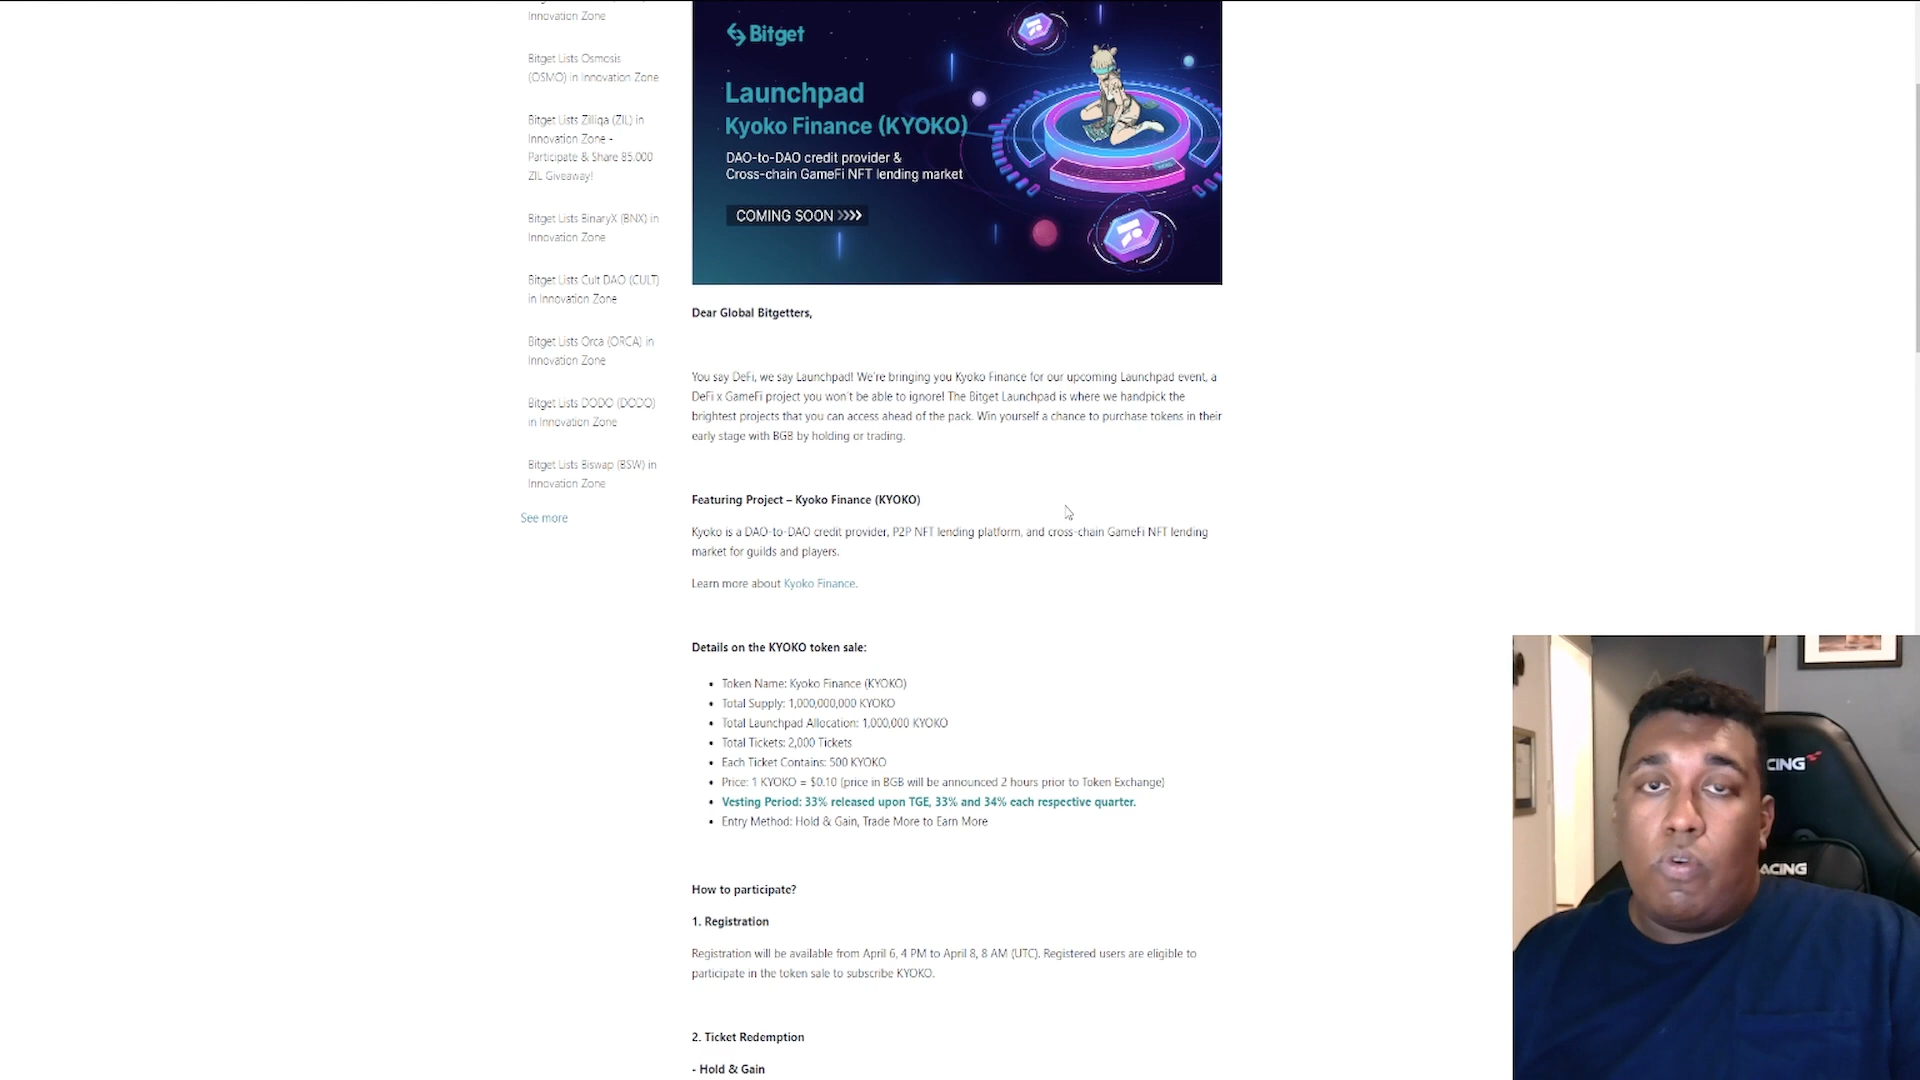 Innovation Zone
Bitget Lists Osmosis
(OSMO) in Innovation Zone
Bitget Lists Zilliqa (ZIL) in
Innovation Zone -
Participate & Share 85,000
ZIL Giveaway!
Bitget Lists BinaryX (BNX) in
Innovation Zone
Bitget Lists Cult DAO (CULT)
in Innovation Zone
Bitget Lists Orca (ORCA) in
Innovation Zone
Bitget Lists DODO (DODO)
in Innovation Zone
Bitget Lists Biswap (BSW) in
Innovation Zone
See more
Bitget
Launchpad
Kyoko Finance (KYOKO)
DAO-to-DAO credit provider &
Cross-chain GameFi NFT lending market
COMING SOON >>>>
Dear Global Bitgetters,
You say DeFi, we say Launchpad! We're bringing you Kyoko Finance for our upcoming Launchpad event, a
DeFi x GameFi project you won't be able to ignore! The Bitget Launchpad is where we handpick the
brightest projects that you can access ahead of the pack. Win yourself a chance to purchase tokens in their
early stage with BGB by holding or trading.
Featuring Project – Kyoko Finance (KYOKO)
Kyoko is a DAO-to-DAO credit provider, P2P NFT lending platform, and cross-chain GameFi NFT lending
market for guilds and players.
Learn more about Kyoko Finance.
Details on the KYOKO token sale:
• Token Name: Kyoko Finance (KYOKO)
• Total Supply: 1,000,000,000 KYOKO
• Total Launchpad Allocation: 1,000,000 KYOKO
• Total Tickets: 2,000 Tickets
• Each Ticket Contains: 500 KYOKO
• Price: 1 KYOKO = $0.10 (price in BGB will be announced 2 hours prior to Token Exchange)
• Vesting Period: 33% released upon TGE, 33% and 34% each respective quarter.
• Entry Method: Hold & Gain, Trade More to Earn More
How to participate?
1. Registration
Registration will be available from April 6, 4 PM to April 8, 8 AM (UTC). Registered users are eligible to
participate in the token sale to subscribe KYOKO.
2. Ticket Redemption
- Hold & Gain
CING
ACING